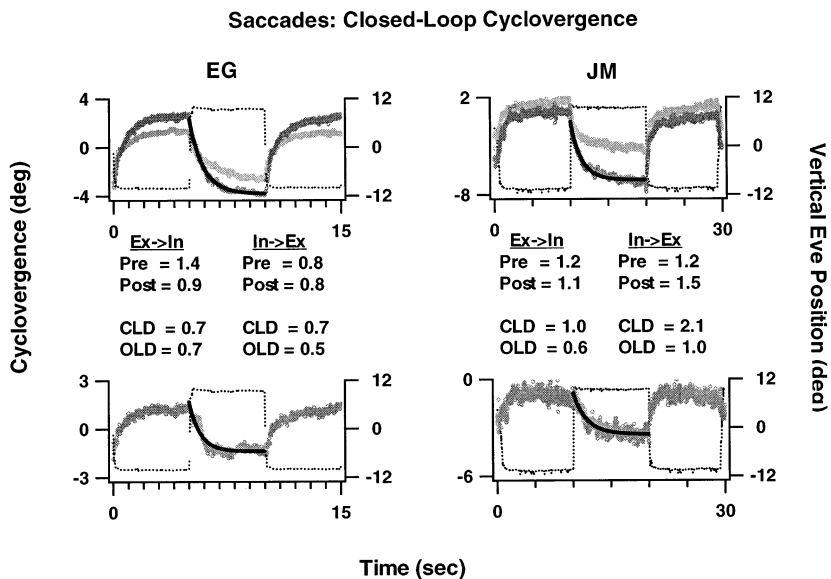 Saccades: Closed-Loop Cyclovergence
EG
JM
Cyclovergence (deg)
Vertical Eye Position (deg)
4
0
-4
12
0
-12
0
15
2
-8
12
0
-12
0
30
Ex->In In->Ex
Pre = 1.4 Pre = 0.8
Post = 0.9 Post = 0.8
CLD = 0.7 CLD = 0.7
OLD = 0.7 OLD = 0.5
Ex->In In->Ex
Pre = 1.2 Pre = 1.2
Post = 1.1 Post = 1.5
CLD = 1.0 CLD = 2.1
OLD = 0.6 OLD = 1.0
3
0
-3
12
0
-12
0
15
0
-6
12
0
-12
0
30
Time (sec)